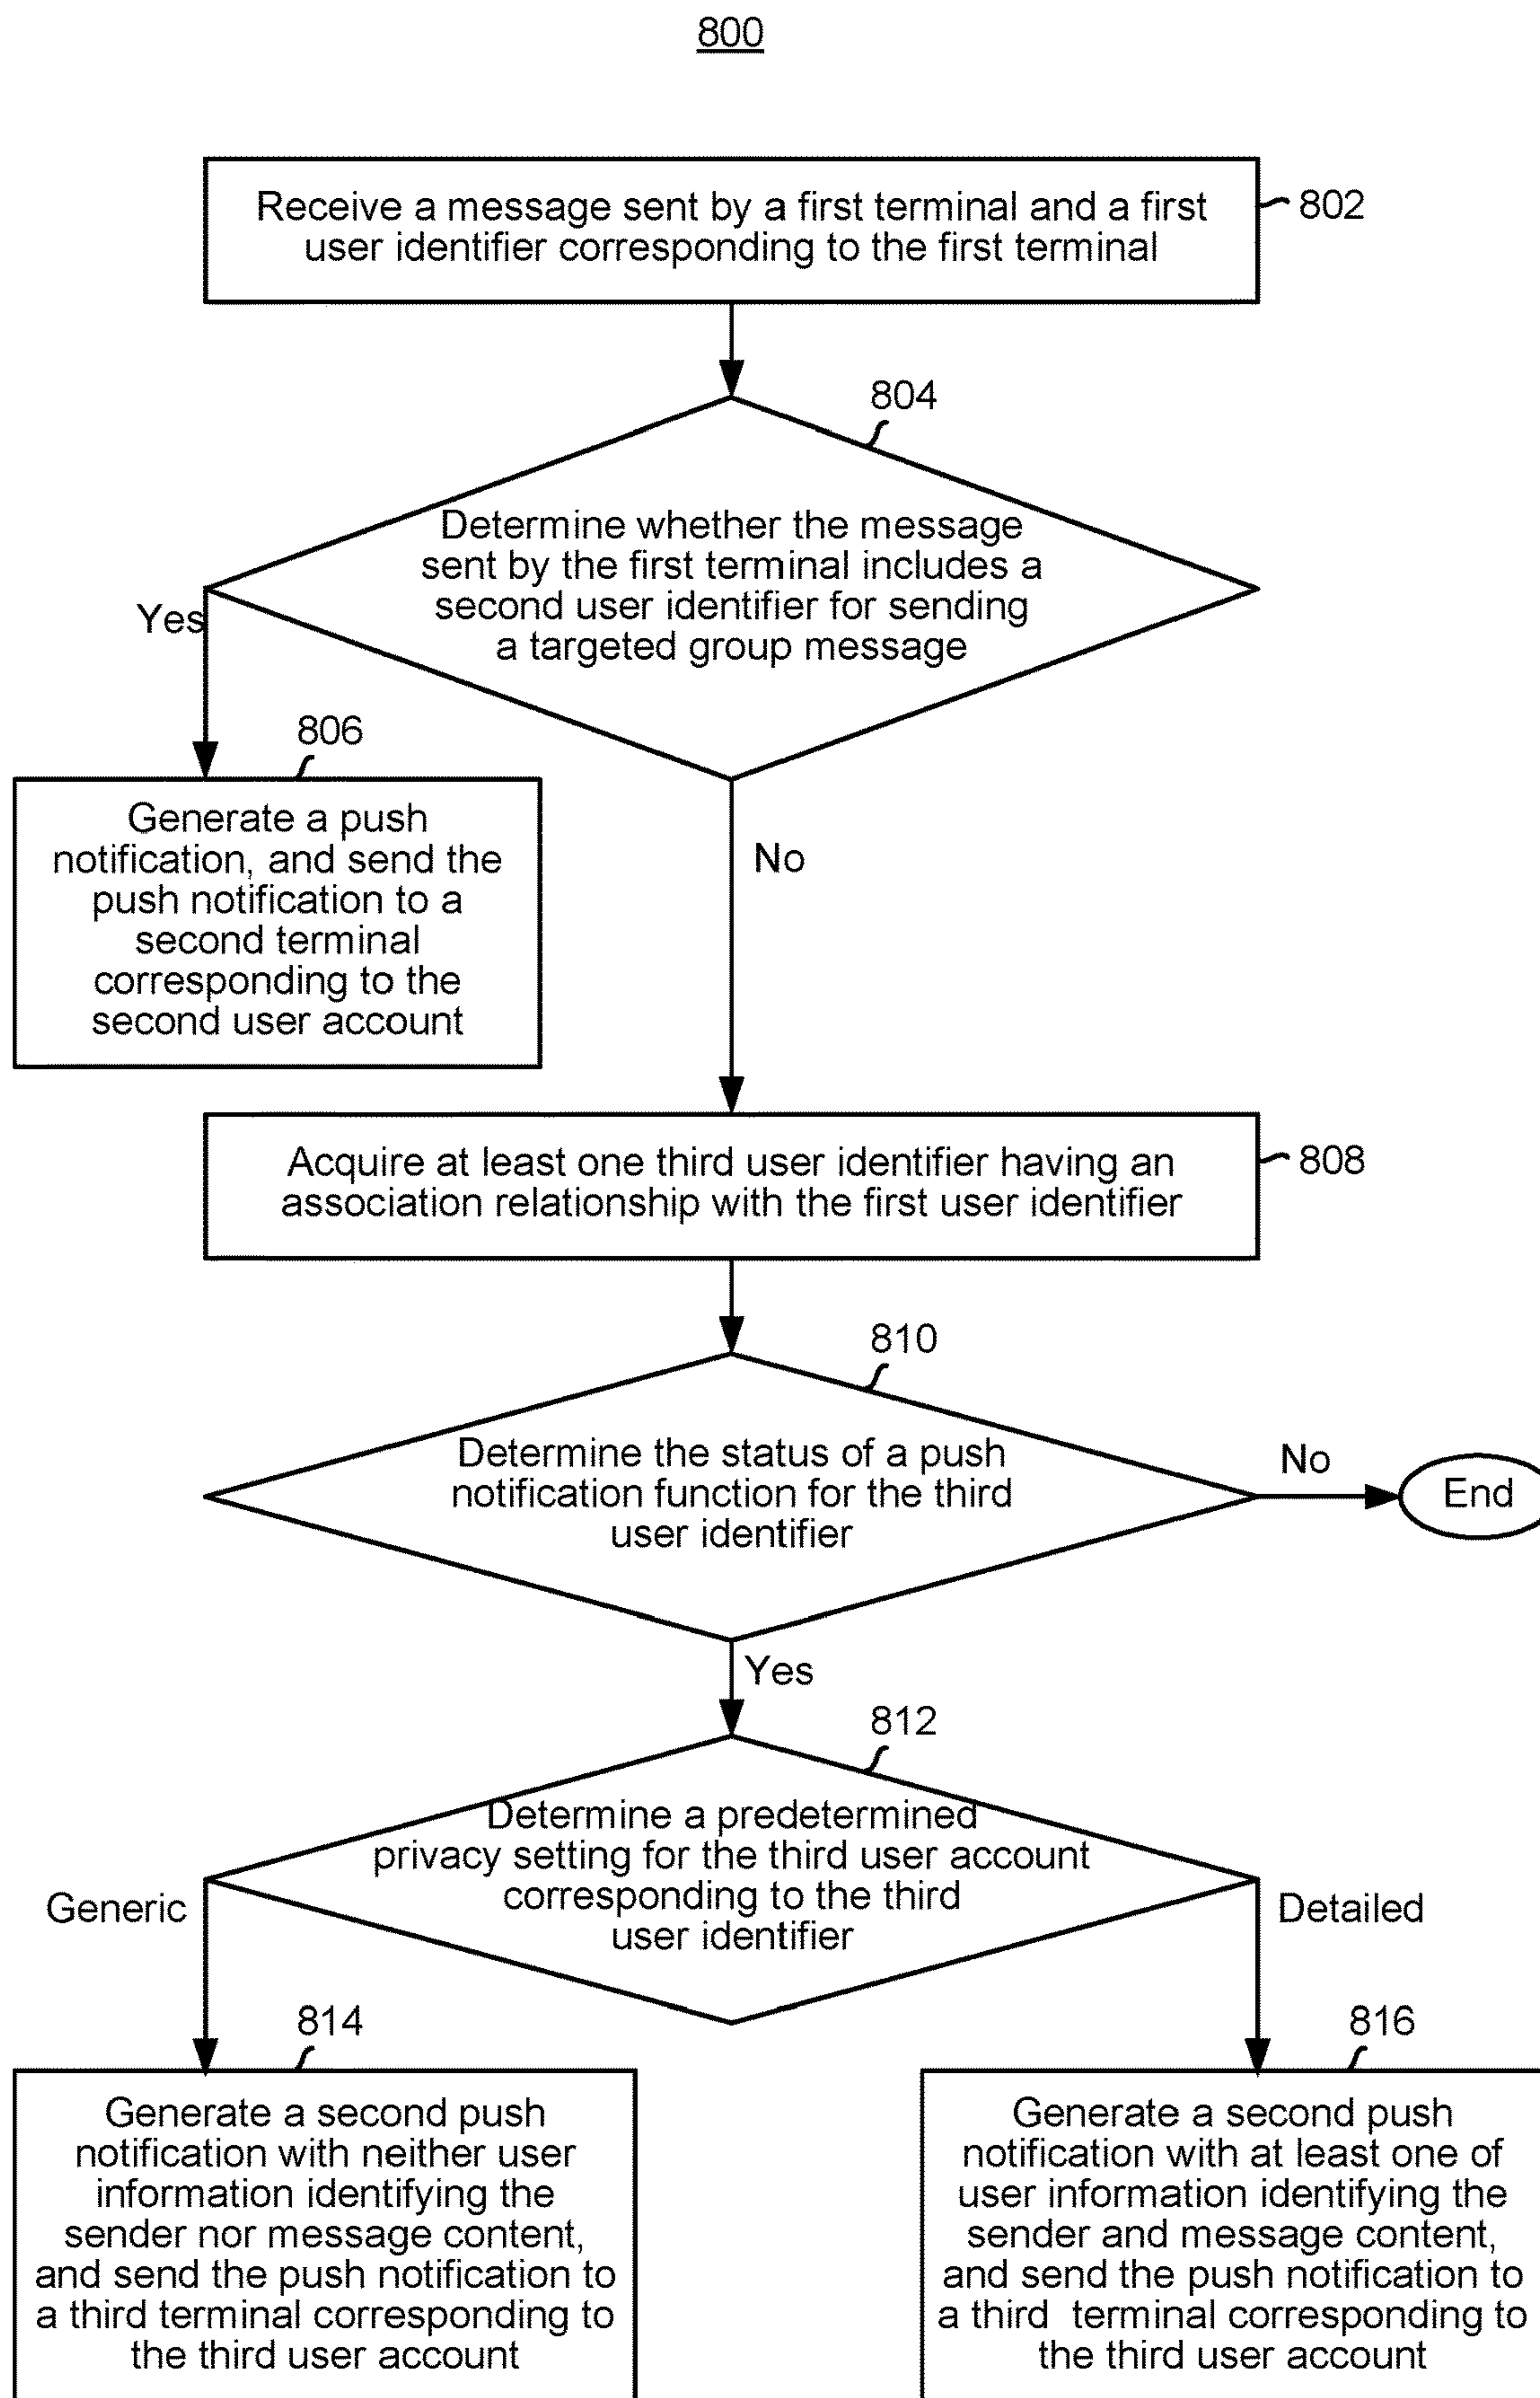 800
Receive a message sent by a first terminal and a first
user identifier corresponding to the first terminal
802
804
Determine whether the message
sent by the first terminal includes a
second user identifier for sending
a targeted group message
Yes
806
Generate a push
notification, and send the
push notification to a
second terminal
corresponding to the
second user account
No
Acquire at least one third user identifier having an
association relationship with the first user identifier
808
810
Determine the status of a push
notification function for the third
user identifier
No
End
Yes
812
Determine a predetermined
privacy setting for the third user account
corresponding to the third
user identifier
Generic
Detailed
814
Generate a second push
notification with neither user
information identifying the
sender nor message content,
and send the push notification to
a third terminal corresponding to
the third user account
816
Generate a second push
notification with at least one of
user information identifying the
sender and message content,
and send the push notification to
a third terminal corresponding to
the third user account